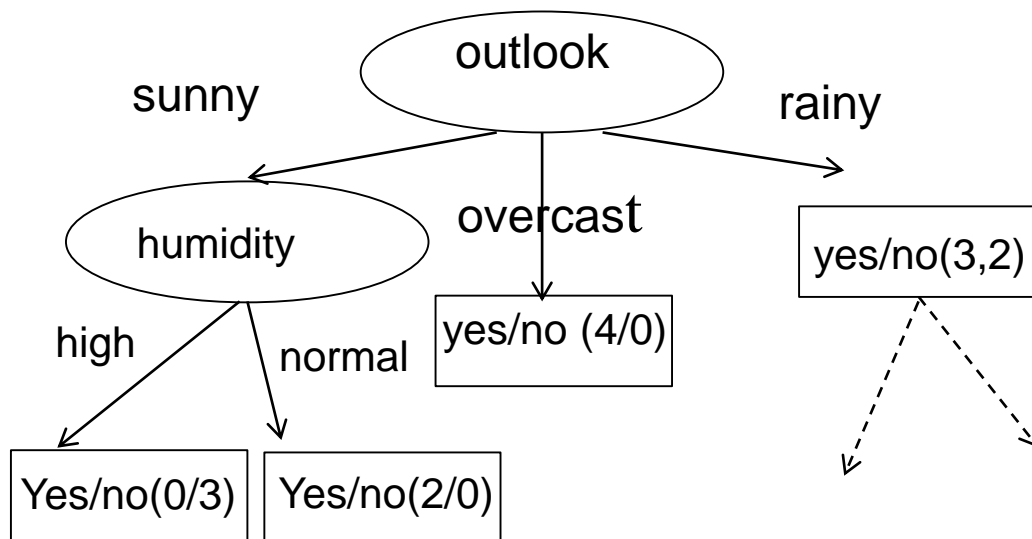 outlook
sunny
rainy
overcast
humidity
yes/no(3,2)
yes/no (4/0)
high
normal
Yes/no(0/3)
Yes/no(2/0)